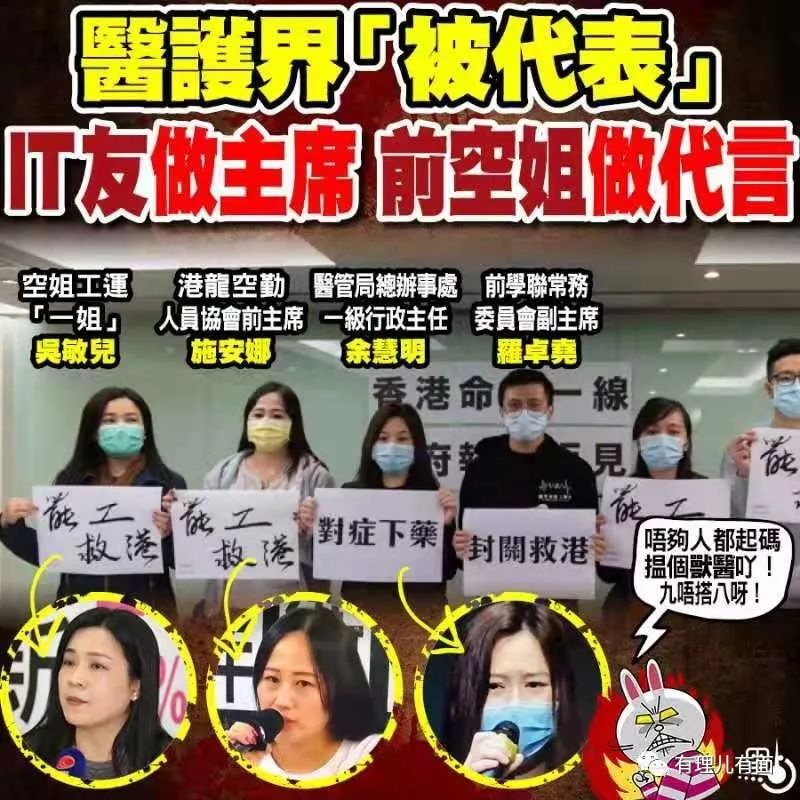 醫護界「被代表」
IT友做主席 前空姐做代言
空姐工運
「一姐」
吳敏兒
港龍空勤
人員協會前主席
施安娜
醫管局總辦事處
一級行政主任
余慧明
前學聯常務
委員會副主席
羅卓堯
香港命 一線
府 見
罷工
救港
罷工
救港
對症下藥
封關救港
罷工
救港
罷
唔夠人都起碼
搵個獸醫吖！
九唔搭八呀！
%
有理儿有面